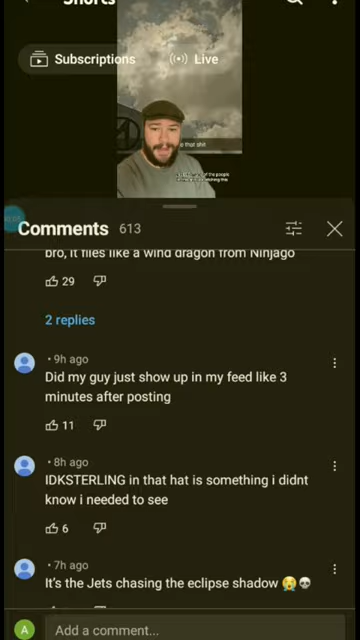 Shorts
Subscriptions
Live
e that shit
Comments 613
bro, it flies like a wind dragon from Ninjago
29
2 replies
• 9h ago
Did my guy just show up in my feed like 3
minutes after posting
11
• 8h ago
IDKSTERLING in that hat is something i didnt
know i needed to see
6
• 7h ago
It's the Jets chasing the eclipse shadow 😭💀
A
Add a comment...